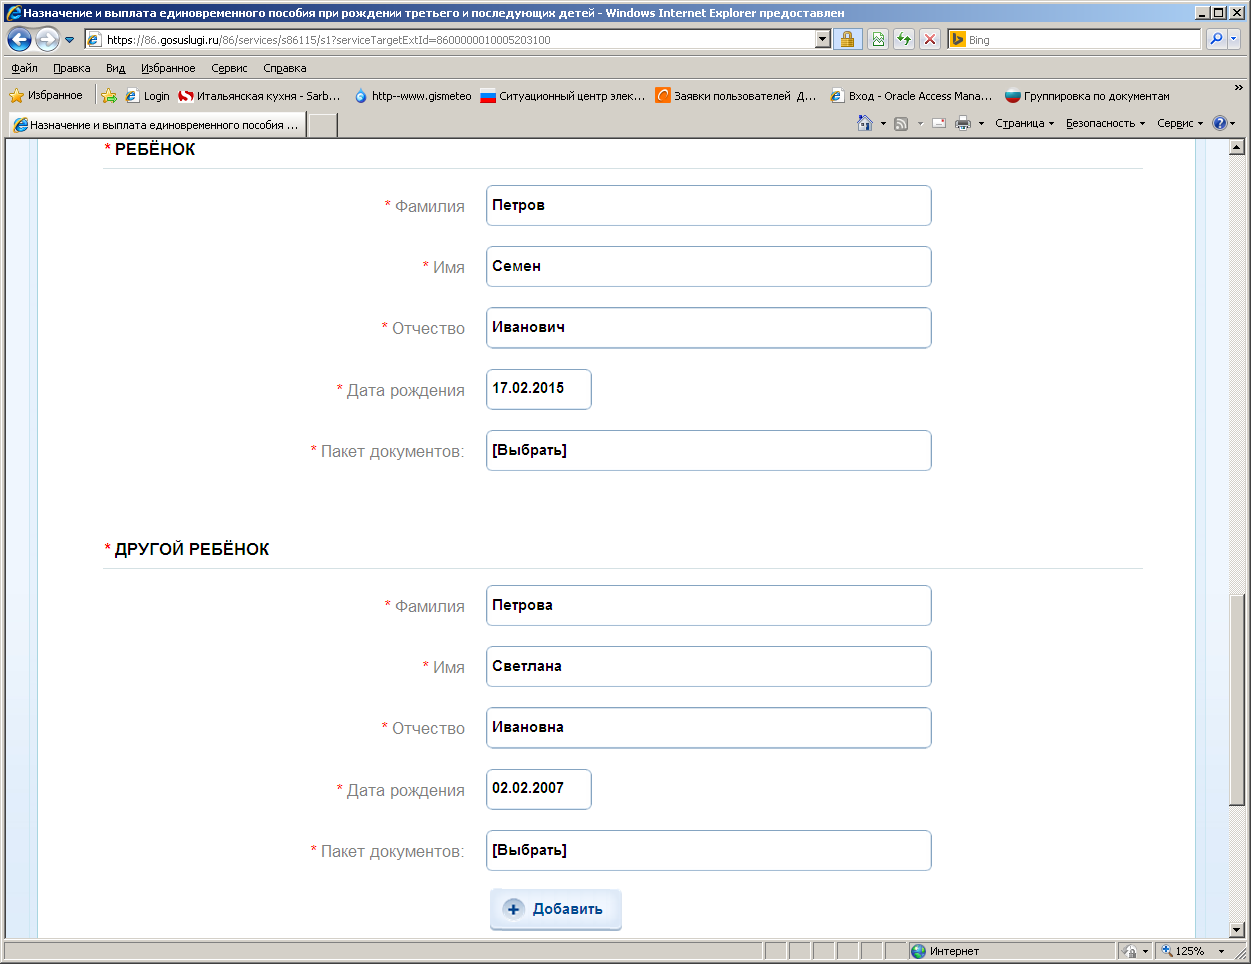 Назначение и выплата единовременного пособия при рождении третьего и последующих детей - Windows Internet Explorer предоставлен
https://86.gosuslugi.ru/86/services/s86115/s1?serviceTargetExtId=8600000010005203100
Bing
Файл Правка Вид Избранное Сервис Справка
Избранное Login Итальянская кухня - Sarb... http--www.gismeteo Ситуационный центр элек... Заявки пользователей Д... Вход - Oracle Access Mana... Группировка по документам »
Назначение и выплата единовременного пособия ... Страница Безопасность Сервис
* РЕБЁНОК
* Фамилия Петров
* Имя Семен
* Отчество Иванович
* Дата рождения 17.02.2015
* Пакет документов: [Выбрать]
* ДРУГОЙ РЕБЁНОК
* Фамилия Петрова
* Имя Светлана
* Отчество Ивановна
* Дата рождения 02.02.2007
* Пакет документов: [Выбрать]
Добавить
Интернет 125%